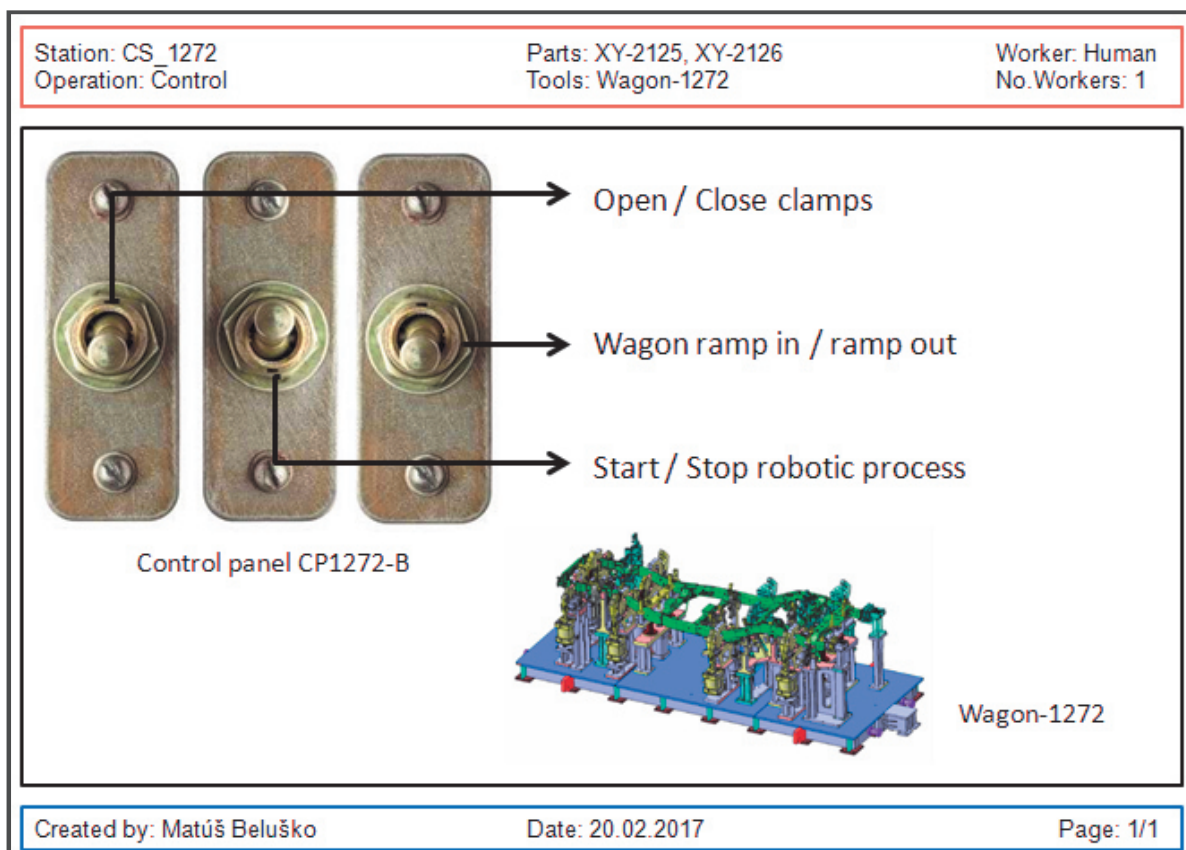 Station: CS_1272
Operation: Control
Parts: XY-2125, XY-2126
Tools: Wagon-1272
Worker: Human
No.Workers: 1
Open / Close clamps
Wagon ramp in / ramp out
Start / Stop robotic process
Control panel CP1272-B
Wagon-1272
Created by: Matúš Beluško
Date: 20.02.2017
Page: 1/1